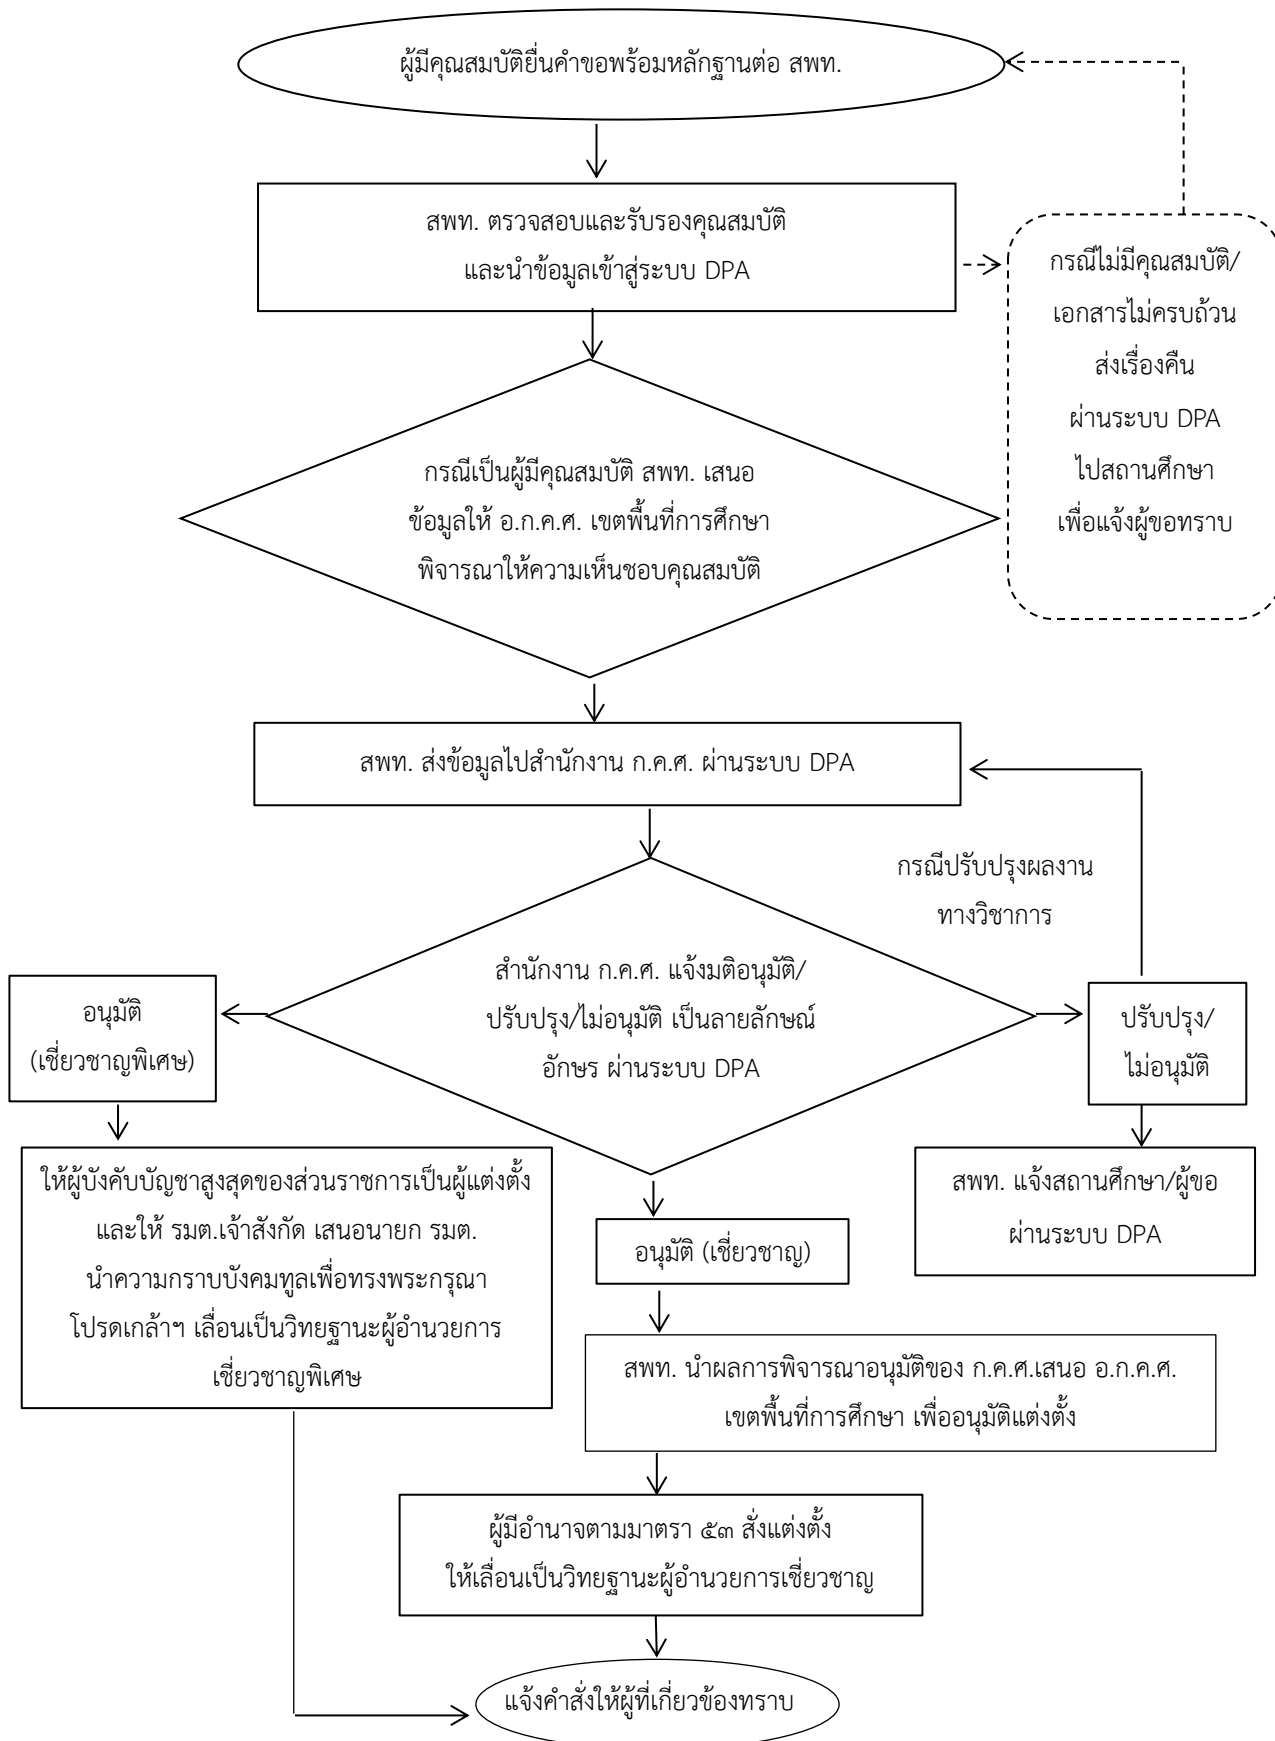 ผู้มีคุณสมบัติยื่นคำขอพร้อมหลักฐานต่อ สพท.
สพท. ตรวจสอบและรับรองคุณสมบัติ
และนำข้อมูลเข้าสู่ระบบ DPA
กรณีไม่มีคุณสมบัติ/
เอกสารไม่ครบถ้วน
ส่งเรื่องคืน
ผ่านระบบ DPA
ไปสถานศึกษา
เพื่อแจ้งผู้ขอทราบ
กรณีเป็นผู้มีคุณสมบัติ สพท. เสนอ
ข้อมูลให้ อ.ก.ค.ศ. เขตพื้นที่การศึกษา
พิจารณาให้ความเห็นชอบคุณสมบัติ
สพท. ส่งข้อมูลไปสำนักงาน ก.ค.ศ. ผ่านระบบ DPA
กรณีปรับปรุงผลงาน
ทางวิชาการ
สำนักงาน ก.ค.ศ. แจ้งมติอนุมัติ/
ปรับปรุง/ไม่อนุมัติ เป็นลายลักษณ์
อักษร ผ่านระบบ DPA
อนุมัติ
(เชี่ยวชาญพิเศษ)
ปรับปรุง/
ไม่อนุมัติ
ให้ผู้บังคับบัญชาสูงสุดของส่วนราชการเป็นผู้แต่งตั้ง
และให้ รมต.เจ้าสังกัด เสนอนายก รมต.
นำความกราบบังคมทูลเพื่อทรงพระกรุณา
โปรดเกล้าฯ เลื่อนเป็นวิทยฐานะผู้อำนวยการ
เชี่ยวชาญพิเศษ
สพท. แจ้งสถานศึกษา/ผู้ขอ
ผ่านระบบ DPA
อนุมัติ (เชี่ยวชาญ)
สพท. นำผลการพิจารณาอนุมัติของ ก.ค.ศ.เสนอ อ.ก.ค.ศ.
เขตพื้นที่การศึกษา เพื่ออนุมัติแต่งตั้ง
ผู้มีอำนาจตามมาตรา ๕๓ สั่งแต่งตั้ง
ให้เลื่อนเป็นวิทยฐานะผู้อำนวยการเชี่ยวชาญ
แจ้งคำสั่งให้ผู้ที่เกี่ยวข้องทราบ